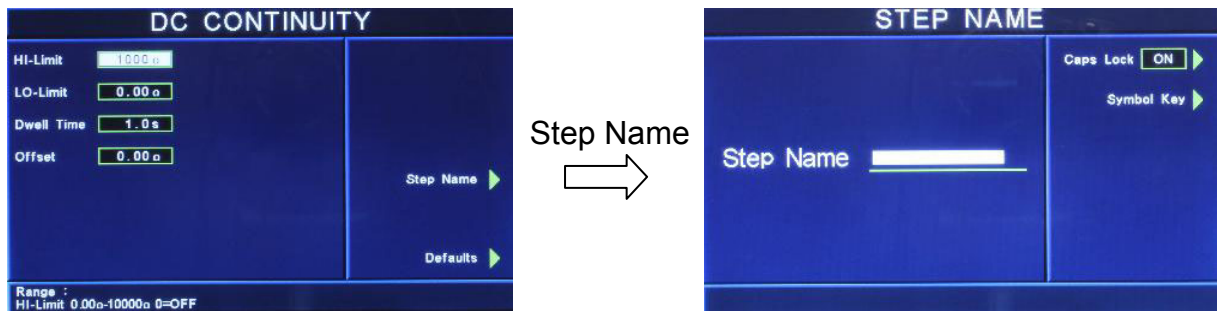 DC CONTINUITY
HI-Limit 1000Ω
LO-Limit 0.00Ω
Dwell Time 1.0s
Offset 0.00Ω
Step Name
Defaults
Range :
HI-Limit 0.00Ω-10000Ω 0=OFF
Step Name
STEP NAME
Caps Lock ON
Symbol Key
Step Name